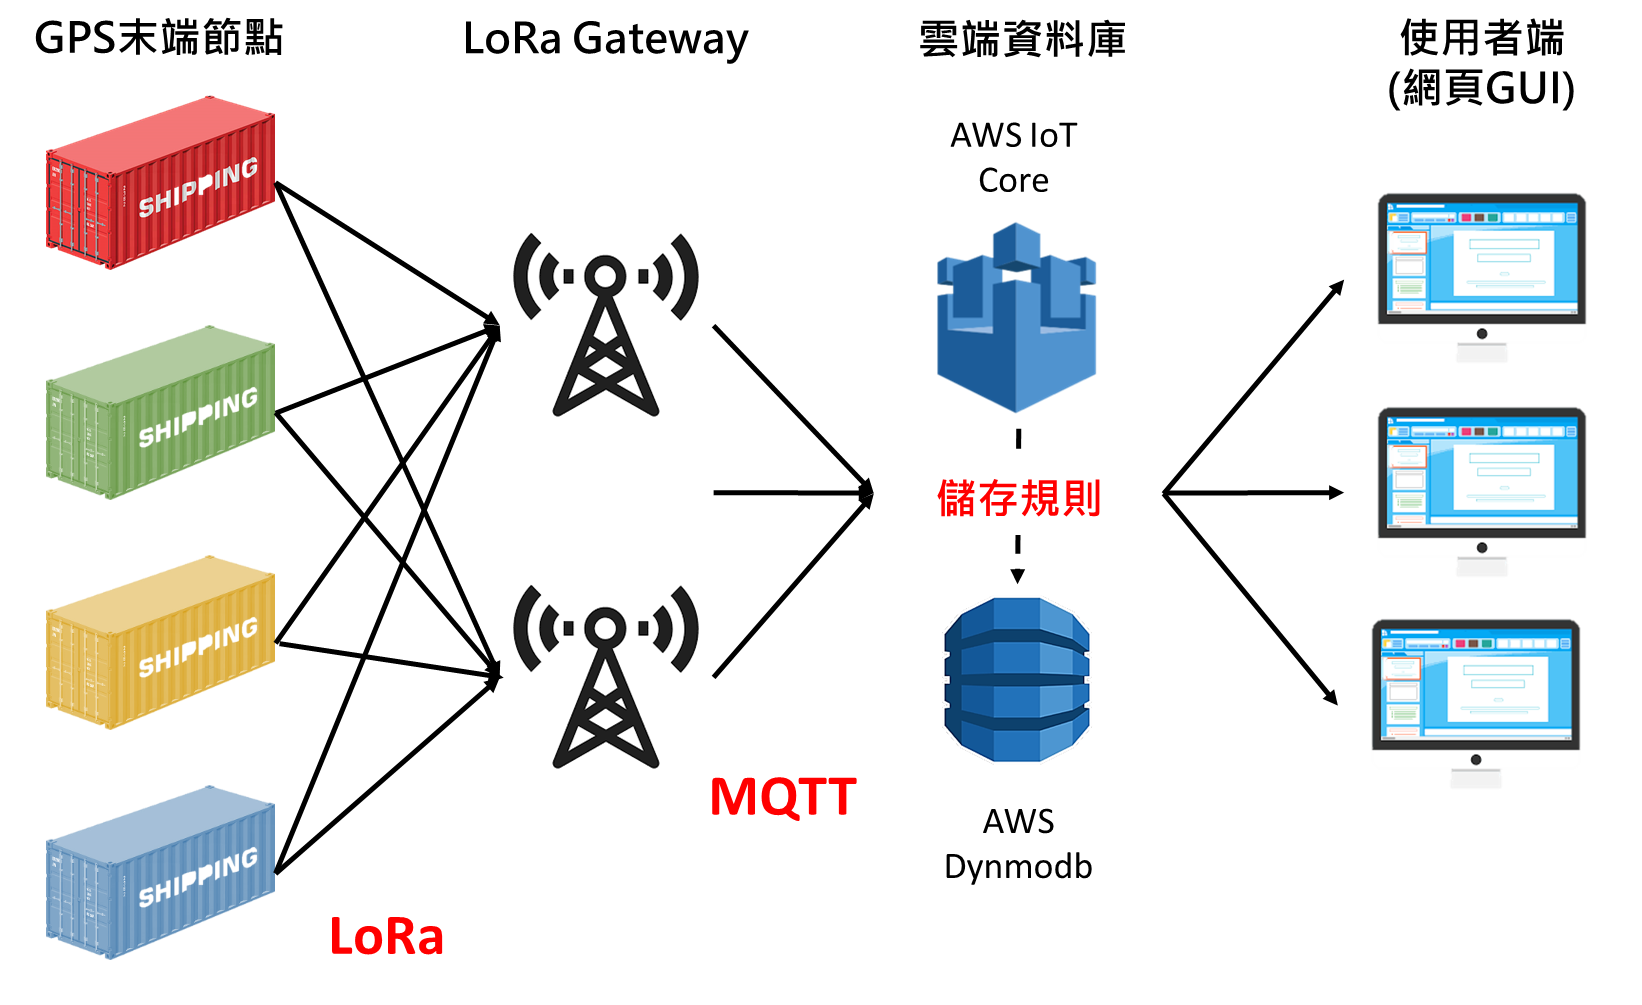 GPS末端節點
LoRa Gateway
雲端資料庫
使用者端
(網頁GUI)
AWS IoT
Core
SHIPPING
SHIPPING
SHIPPING
SHIPPING
儲存規則
MQTT
AWS
Dynmodb
LoRa